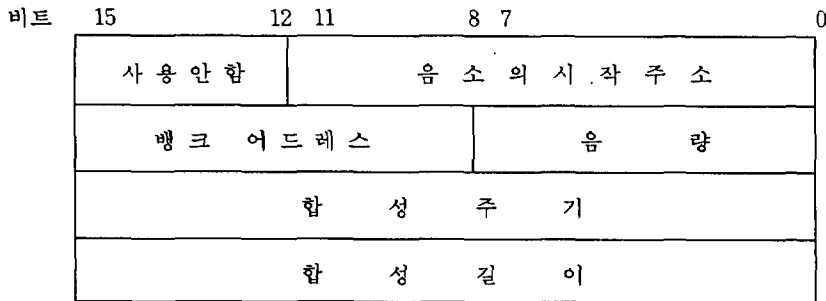 비트 15 12 11 8 7 0
사용안함 음소의 시작주소
뱅크 어드레스 음량
합성주기
합성길이